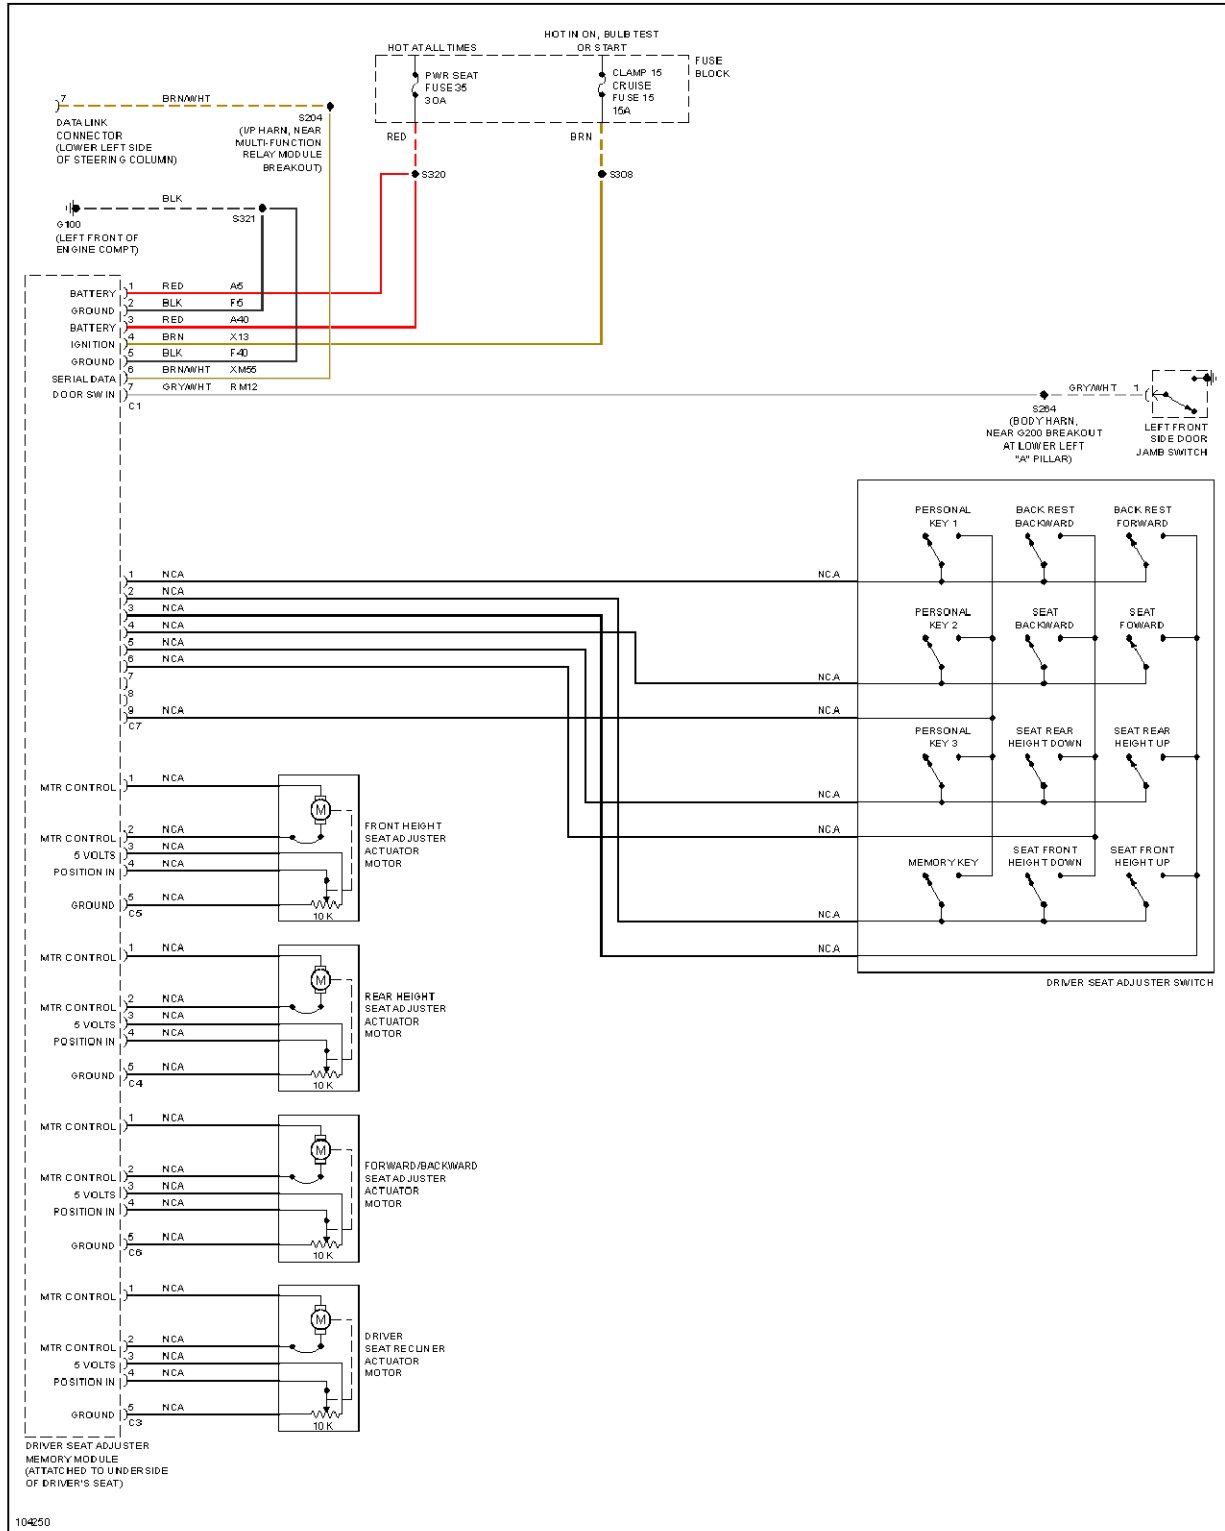 HOT AT ALL TIMES
HOT IN ON, BULB TEST
OR START
PWR SEAT
FUSE 35
30A
CLAMP 15
CRUISE
FUSE 15
15A
FUSE
BLOCK
7
BRN/WHT
DATA LINK
CONNECTOR
(LOWER LEFT SIDE
OF STEERING COLUMN)
S204
(I/P HARN, NEAR
MULTI-FUNCTION
RELAY MODULE
BREAKOUT)
RED
BRN
S320
S308
BLK
G100
(LEFT FRONT OF
ENGINE COMPT)
S321
BATTERY 1 RED A5
GROUND 2 BLK F5
BATTERY 3 RED A40
IGNITION 4 BRN X13
GROUND 5 BLK F40
SERIAL DATA 6 BRN/WHT XM55
DOOR SW IN 7 GRY/WHT RM12
C1
GRY/WHT 1
S264
(BODY HARN,
NEAR G200 BREAKOUT
AT LOWER LEFT
"A" PILLAR)
LEFT FRONT
SIDE DOOR
JAMB SWITCH
PERSONAL
KEY 1
BACK REST
BACKWARD
BACK REST
FORWARD
1 NCA
NCA
2 NCA
3 NCA
4 NCA
5 NCA
6 NCA
7
8
9 NCA
C7
PERSONAL
KEY 2
SEAT
BACKWARD
SEAT
FOWARD
NCA
NCA
PERSONAL
KEY 3
SEAT REAR
HEIGHT DOWN
SEAT REAR
HEIGHT UP
NCA
NCA
MEMORY KEY
SEAT FRONT
HEIGHT DOWN
SEAT FRONT
HEIGHT UP
NCA
NCA
DRIVER SEAT ADJUSTER SWITCH
MTR CONTROL 1 NCA
MTR CONTROL 2 NCA
5 VOLTS 3 NCA
POSITION IN 4 NCA
GROUND 5 NCA
C5
M
10 K
FRONT HEIGHT
SEAT ADJUSTER
ACTUATOR
MOTOR
MTR CONTROL 1 NCA
MTR CONTROL 2 NCA
5 VOLTS 3 NCA
POSITION IN 4 NCA
GROUND 5 NCA
C4
M
10 K
REAR HEIGHT
SEAT ADJUSTER
ACTUATOR
MOTOR
MTR CONTROL 1 NCA
MTR CONTROL 2 NCA
5 VOLTS 3 NCA
POSITION IN 4 NCA
GROUND 5 NCA
C6
M
10 K
FORWARD/BACKWARD
SEAT ADJUSTER
ACTUATOR
MOTOR
MTR CONTROL 1 NCA
MTR CONTROL 2 NCA
5 VOLTS 3 NCA
POSITION IN 4 NCA
GROUND 5 NCA
C3
M
10 K
DRIVER
SEAT RECLINER
ACTUATOR
MOTOR
DRIVER SEAT ADJUSTER
MEMORY MODULE
(ATTATCHED TO UNDERSIDE
OF DRIVER'S SEAT)
104250